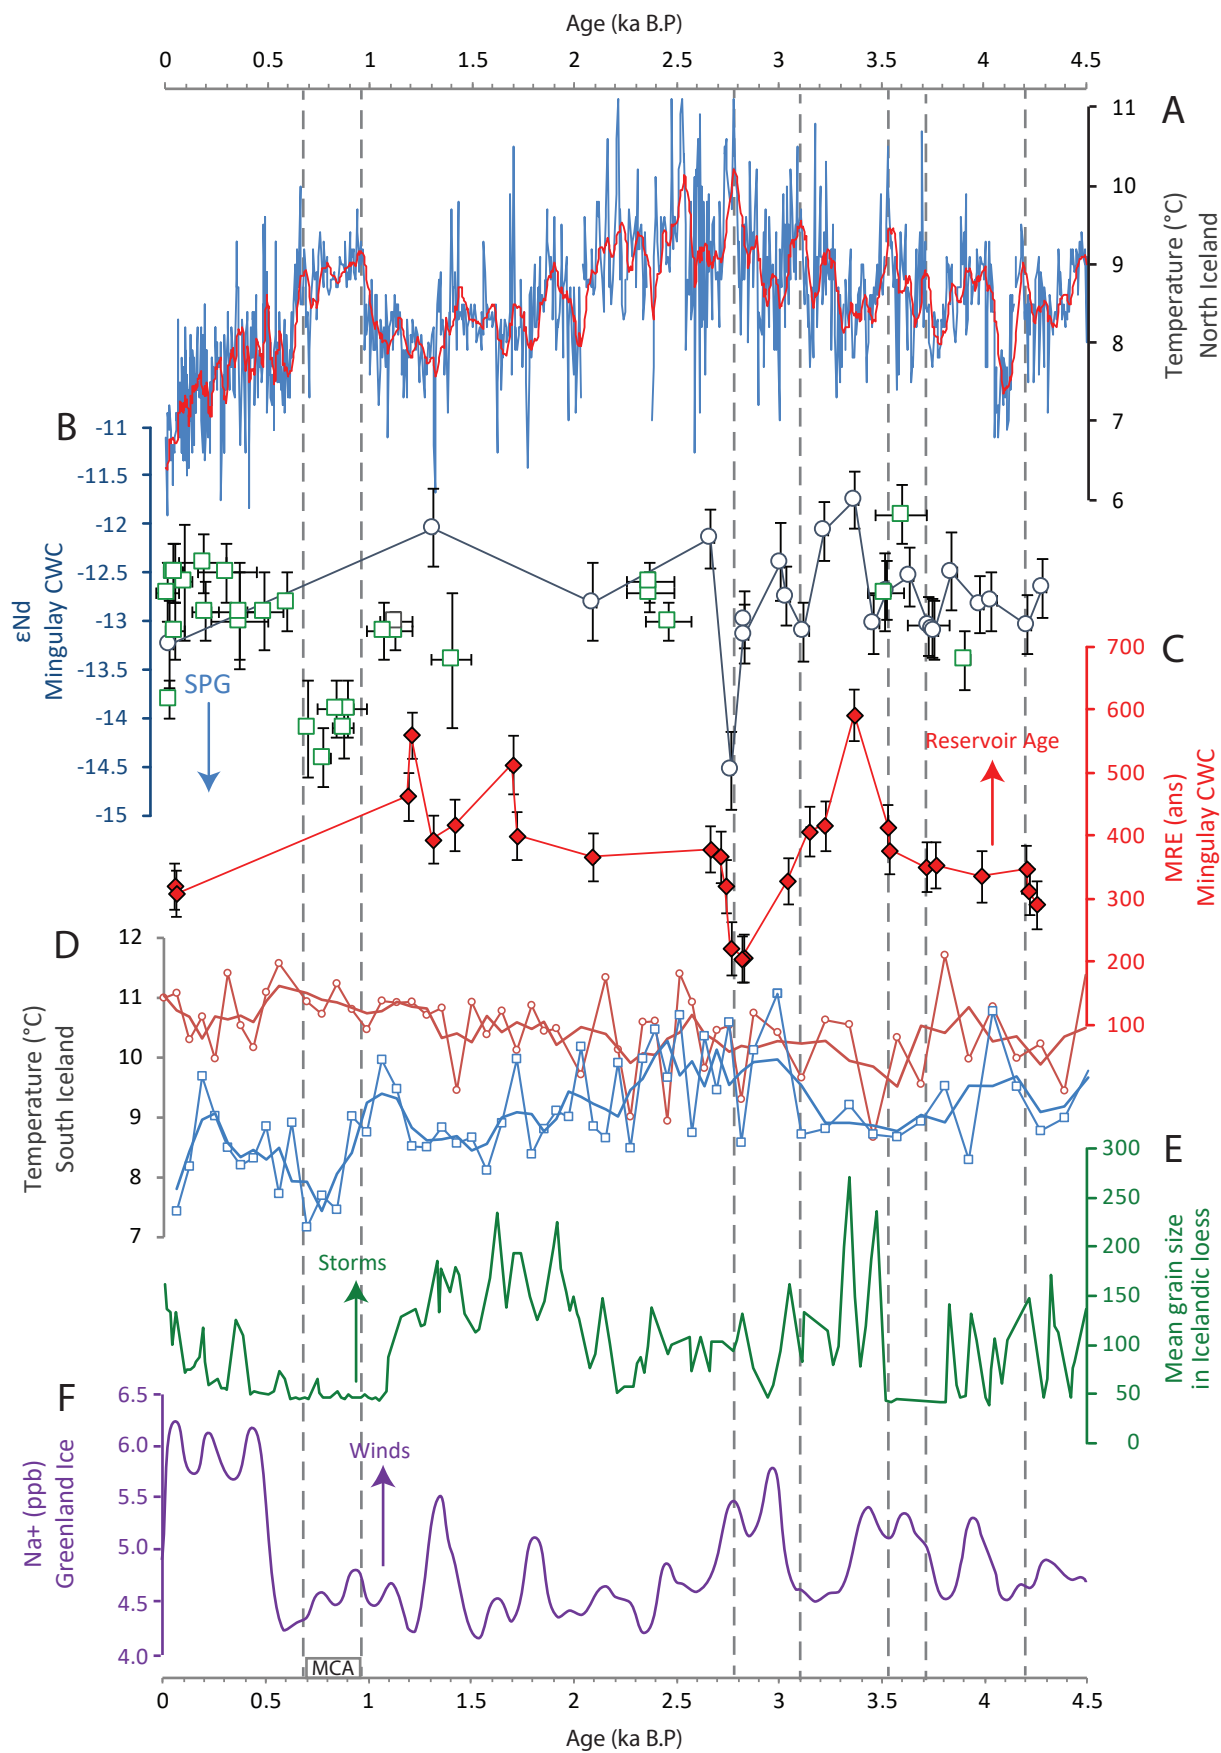 Age (ka B.P)
0 0.5 1 1.5 2 2.5 3 3.5 4 4.5
A
11
10
9
8
7
6
Temperature (°C)
North Iceland
B
-11
-11.5
-12
-12.5
-13
-13.5
-14
-14.5
-15
εNd
Mingulay CWC
SPG
C
700
600
500
400
300
200
100
MRE (ans)
Mingulay CWC
Reservoir Age
D
12
11
10
9
8
7
Temperature (°C)
South Iceland
E
300
250
200
150
100
50
0
Mean grain size
in Icelandic loess
Storms
F
6.5
6.0
5.5
5.0
4.5
4.0
Na+ (ppb)
Greenland Ice
Winds
MCA
0 0.5 1 1.5 2 2.5 3 3.5 4 4.5
Age (ka B.P)